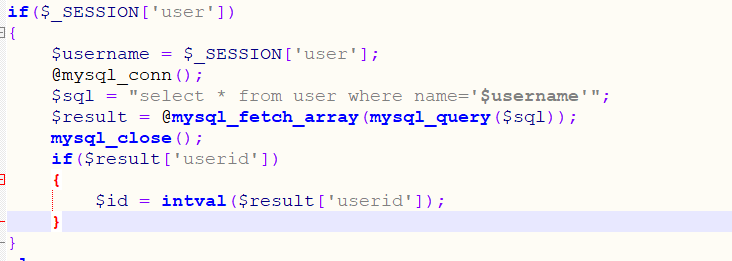 if($_SESSION['user'])
{
    $username = $_SESSION['user'];
    @mysql_conn();
    $sql = "select * from user where name='$username'";
    $result = @mysql_fetch_array(mysql_query($sql));
    mysql_close();
    if($result['userid'])
    {
        $id = intval($result['userid']);
    }
}